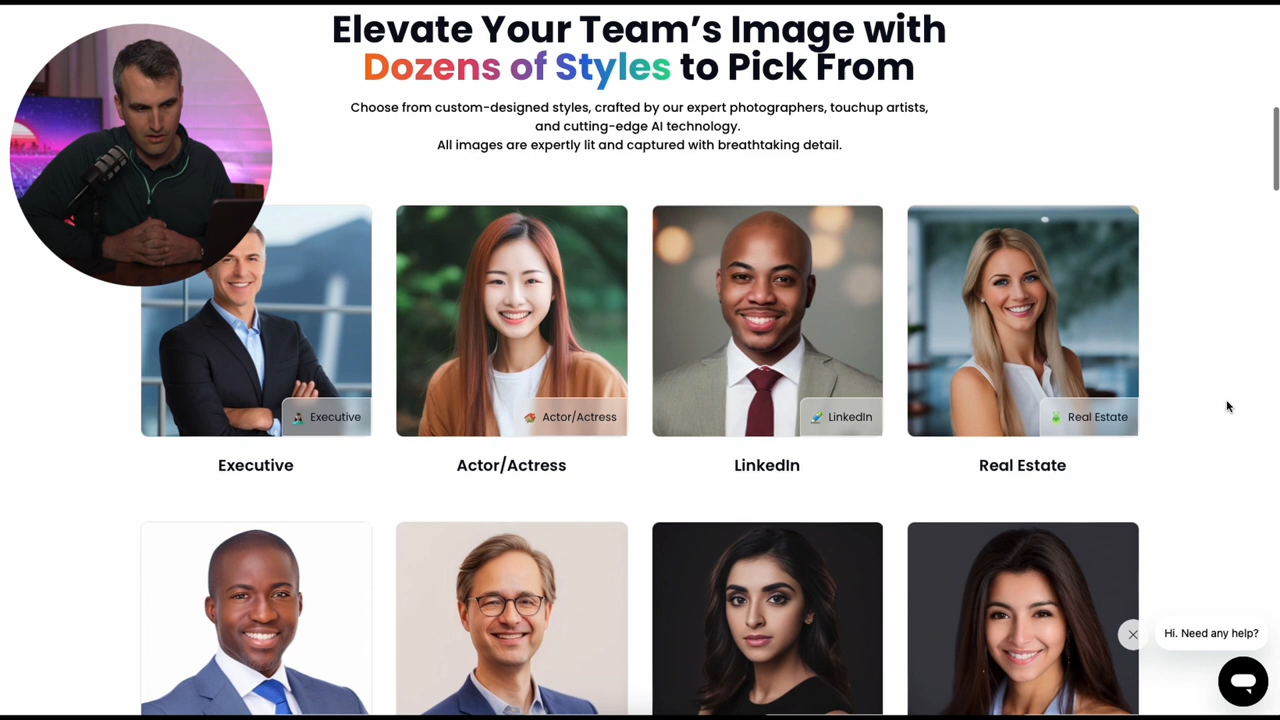 Elevate Your Team's Image with
Dozens of Styles to Pick From
Choose from custom-designed styles, crafted by our expert photographers, touchup artists,
and cutting-edge AI technology.
All images are expertly lit and captured with breathtaking detail.
Executive
Actor/Actress
LinkedIn
Real Estate
Executive
Actor/Actress
LinkedIn
Real Estate
Hi. Need any help?